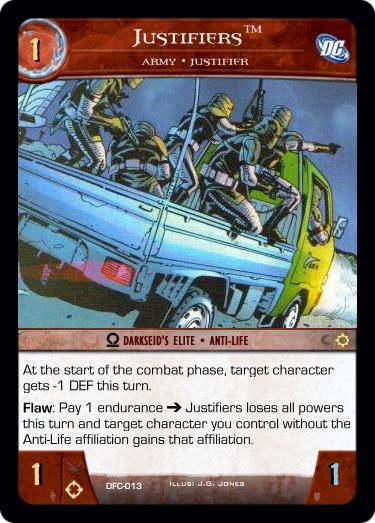 1
JUSTIFIERS™
ARMY • JUSTIFIER
DC
DARKSEID'S ELITE • ANTI-LIFE
At the start of the combat phase, target character
gets -1 DEF this turn.
Flaw: Pay 1 endurance ➔ Justifiers loses all powers
this turn and target character you control without the
Anti-Life affiliation gains that affiliation.
1
DFC-013
ILLUS: J.G. JONES
1